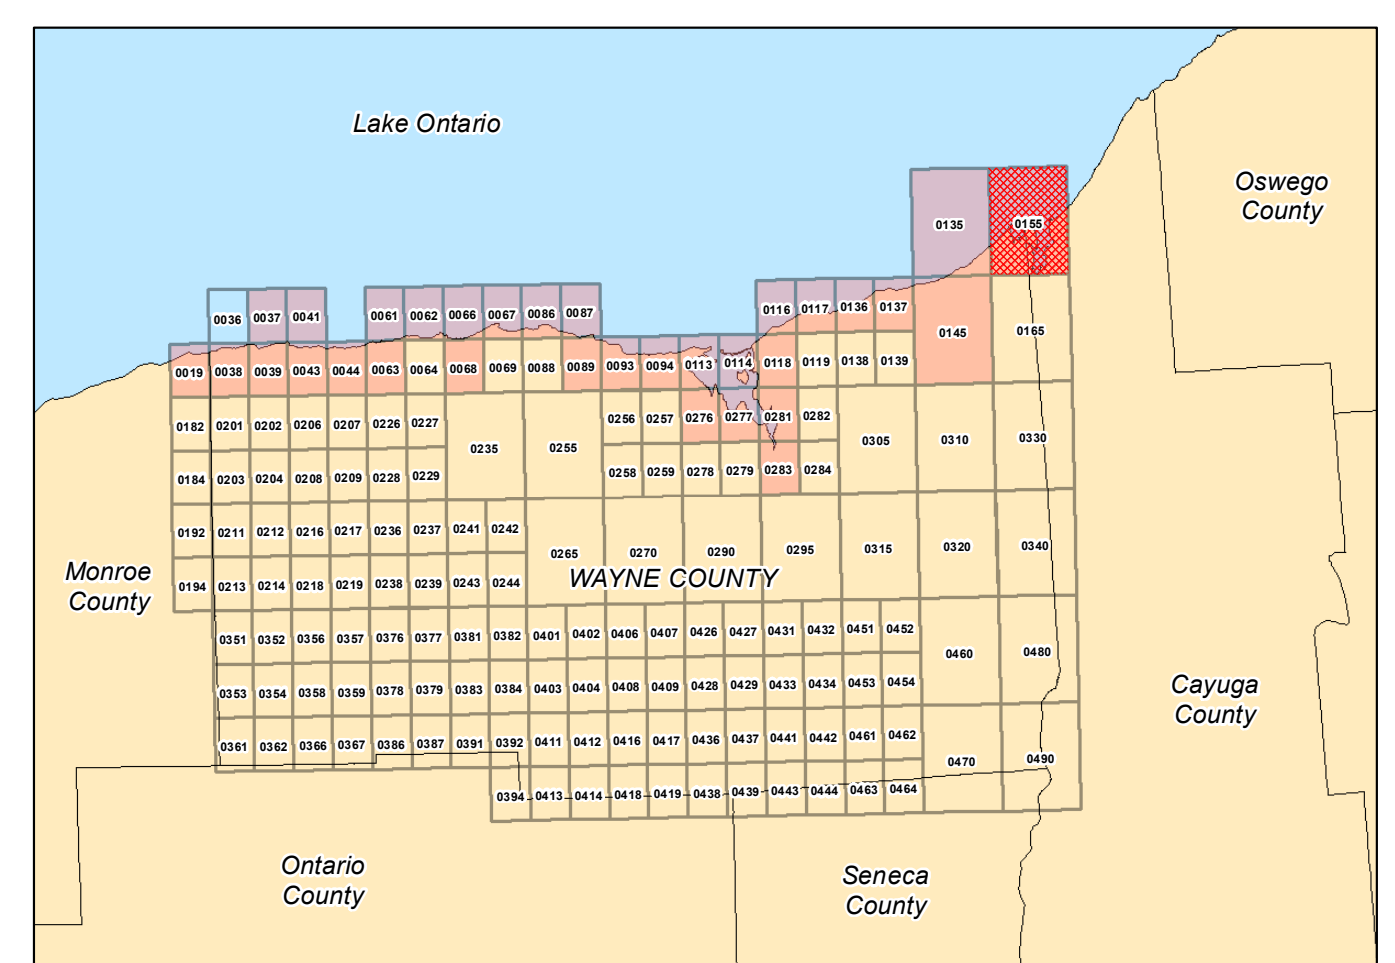 Lake Ontario
Oswego
County
0135 0155
0036 0037 0041 0061 0062 0066 0067 0086 0087 0116 0117 0136 0137
0145 0165
0019 0038 0039 0043 0044 0063 0064 0068 0069 0088 0089 0093 0094 0113 0114 0118 0119 0138 0139
0182 0201 0202 0206 0207 0226 0227 0256 0257 0276 0277 0281 0282
0235 0255 0305 0310 0330
0184 0203 0204 0208 0209 0228 0229 0258 0259 0278 0279 0283 0284
0192 0211 0212 0216 0217 0236 0237 0241 0242
0265 0270 0290 0295 0315 0320 0340
Monroe
County
WAYNE COUNTY
0194 0213 0214 0218 0219 0238 0239 0243 0244
0351 0352 0356 0357 0376 0377 0381 0382 0401 0402 0406 0407 0426 0427 0431 0432 0451 0452
0460 0480
0353 0354 0358 0359 0378 0379 0383 0384 0403 0404 0408 0409 0428 0429 0433 0434 0453 0454
Cayuga
County
0361 0362 0366 0367 0386 0387 0391 0392 0411 0412 0416 0417 0436 0437 0441 0442 0461 0462
0470 0490
0394 0413 0414 0418 0419 0438 0439 0443 0444 0463 0464
Ontario
County
Seneca
County